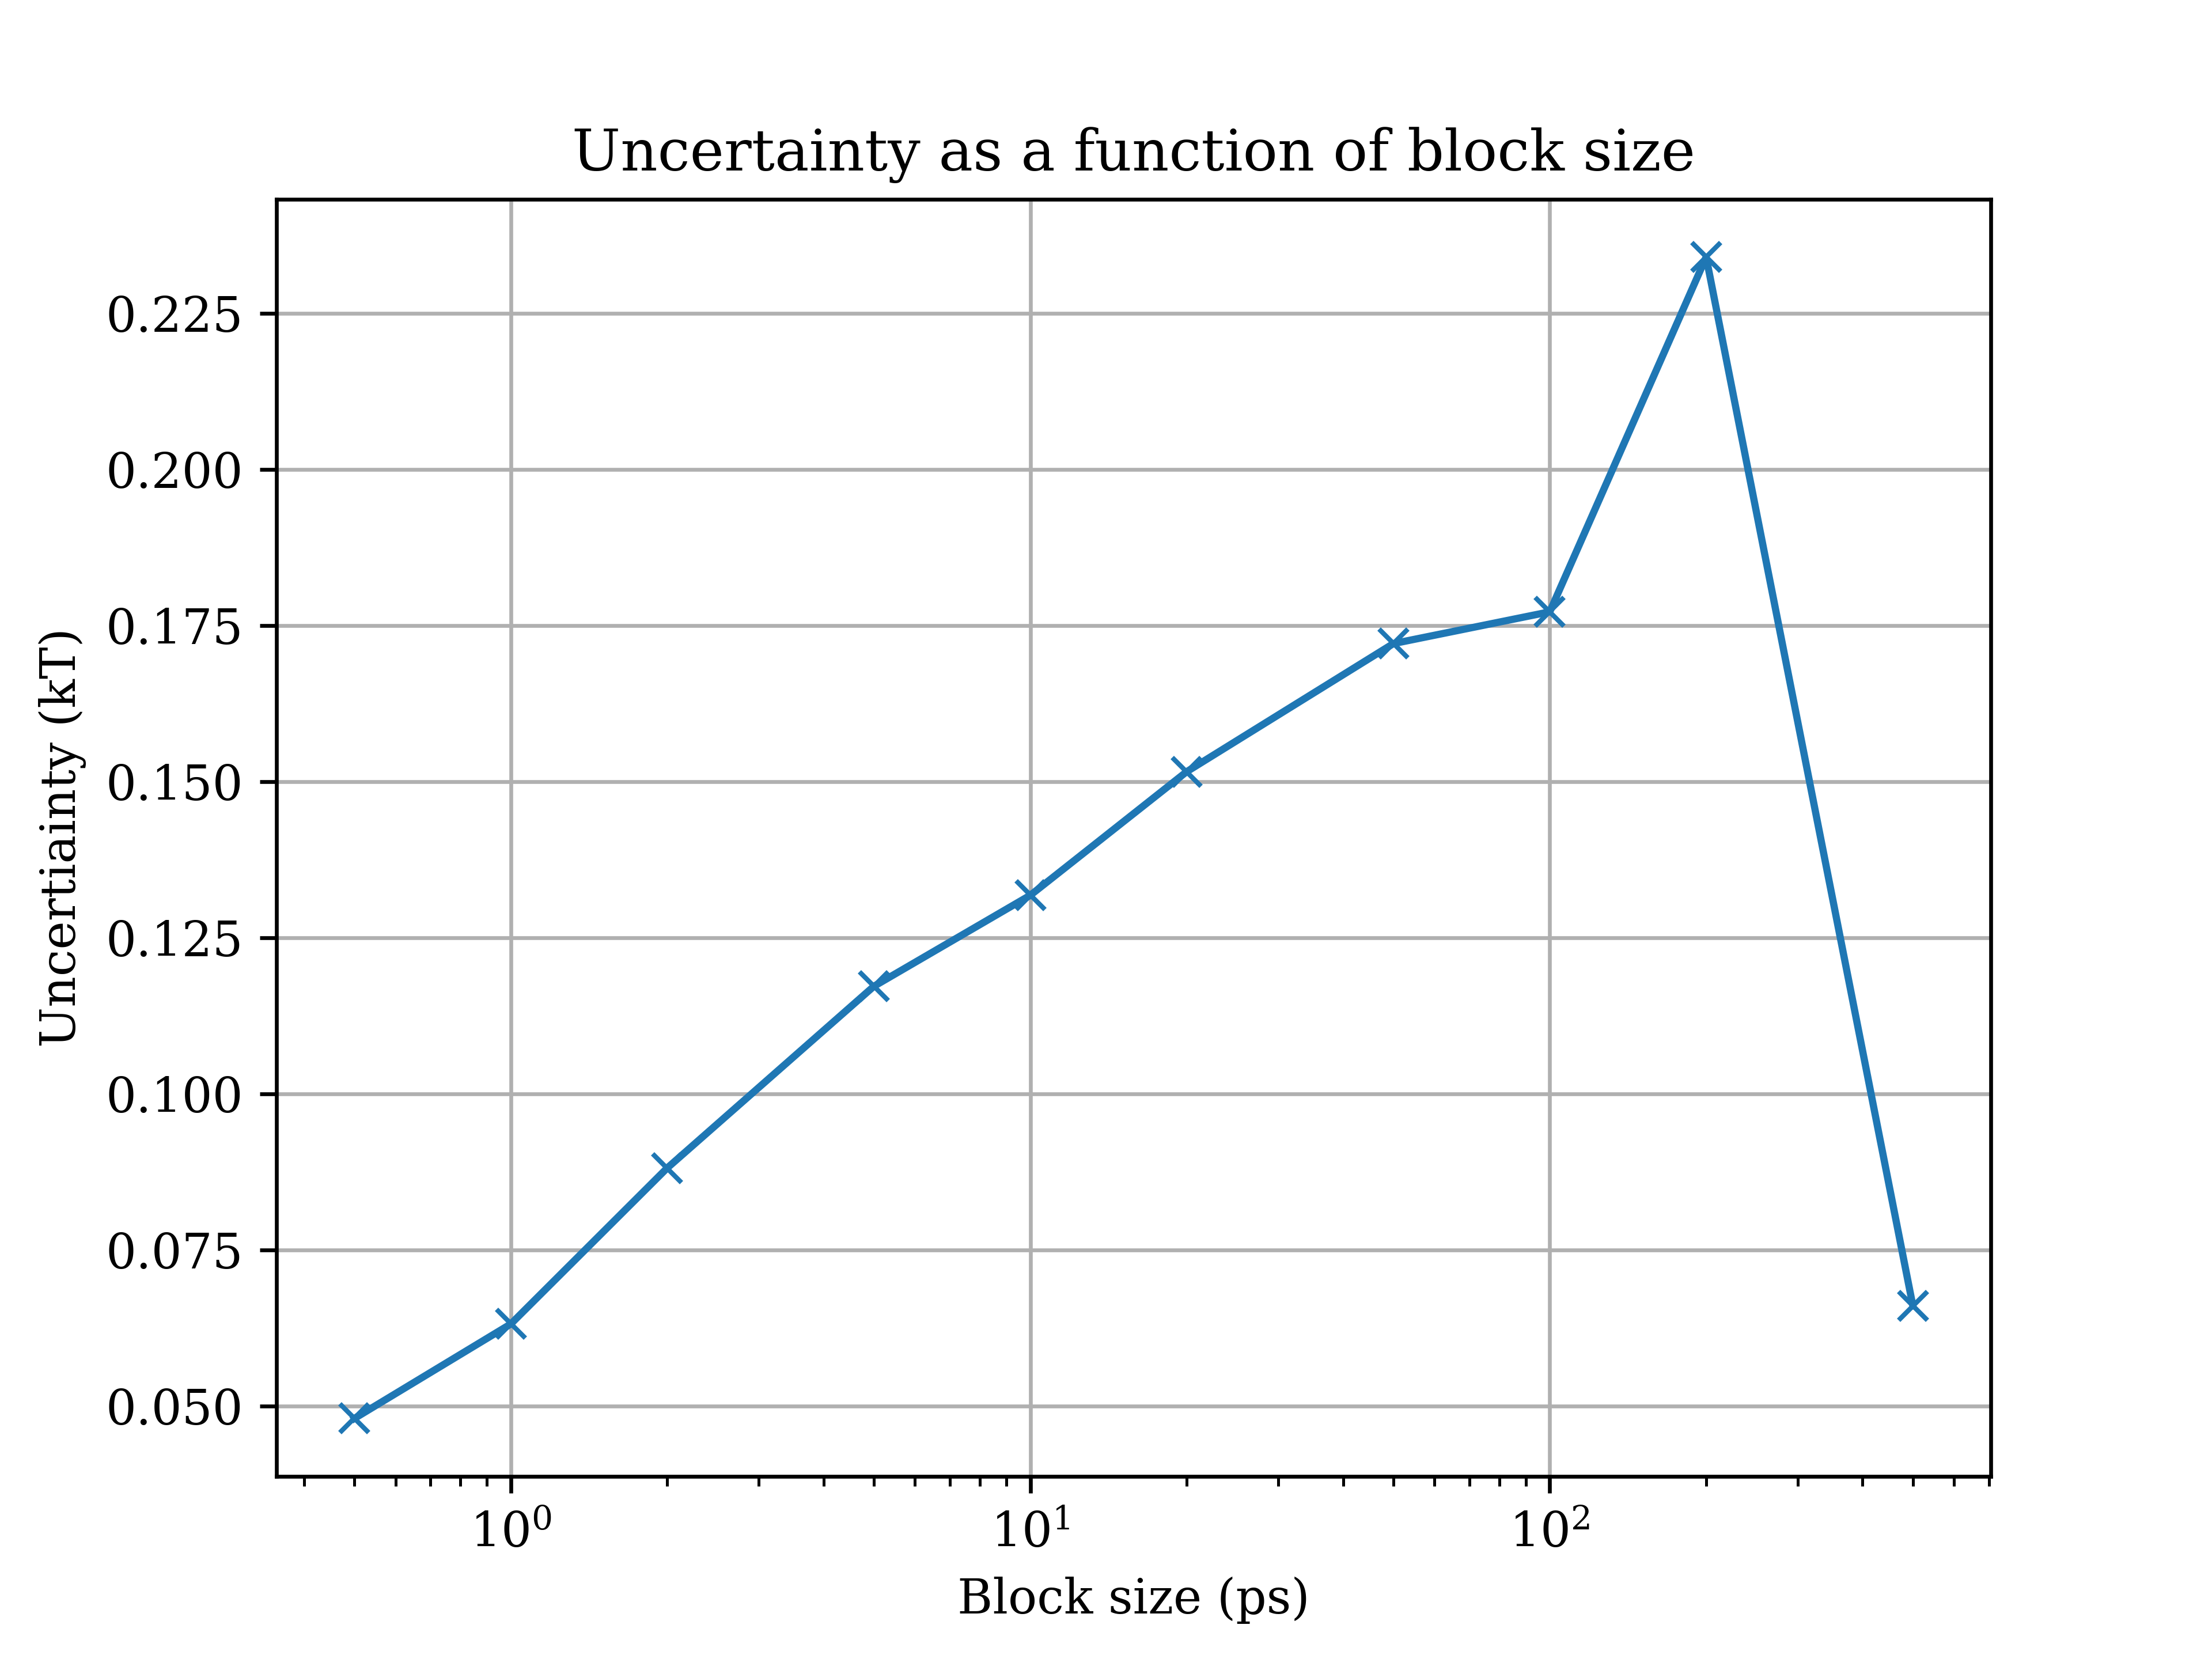 Uncertainty as a function of block size
0.225
0.200
0.175
0.150
0.125
0.100
0.075
0.050
Uncertiainty (kT)
10⁰ 10¹ 10²
Block size (ps)